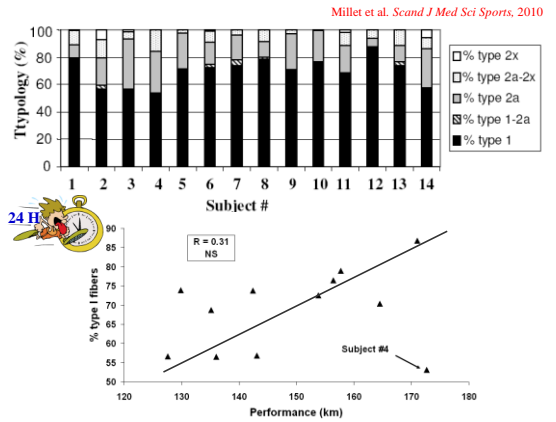 Millet et al. Scand J Med Sci Sports, 2010
Ttypology (%)
100
80
60
40
20
0
1 2 3 4 5 6 7 8 9 10 11 12 13 14
Subject #
% type 2x
% type 2a-2x
% type 2a
% type 1-2a
% type 1
24 H
% type I fibers
90
85
80
75
70
65
60
55
50
R = 0.31
NS
Subject #4
120 130 140 150 160 170 180
Performance (km)